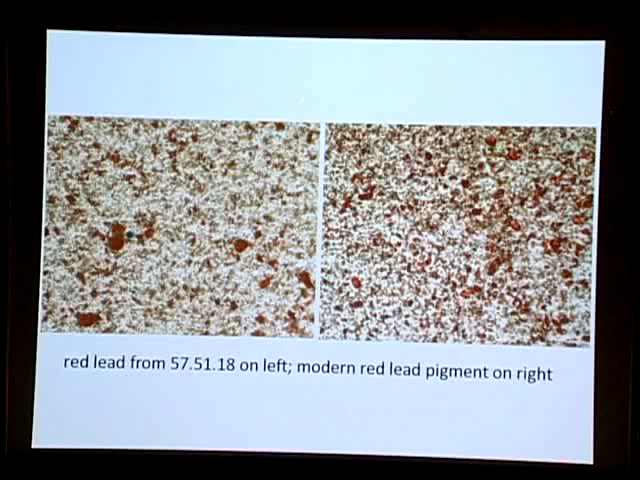 red lead from 57.51.18 on left; modern red lead pigment on right